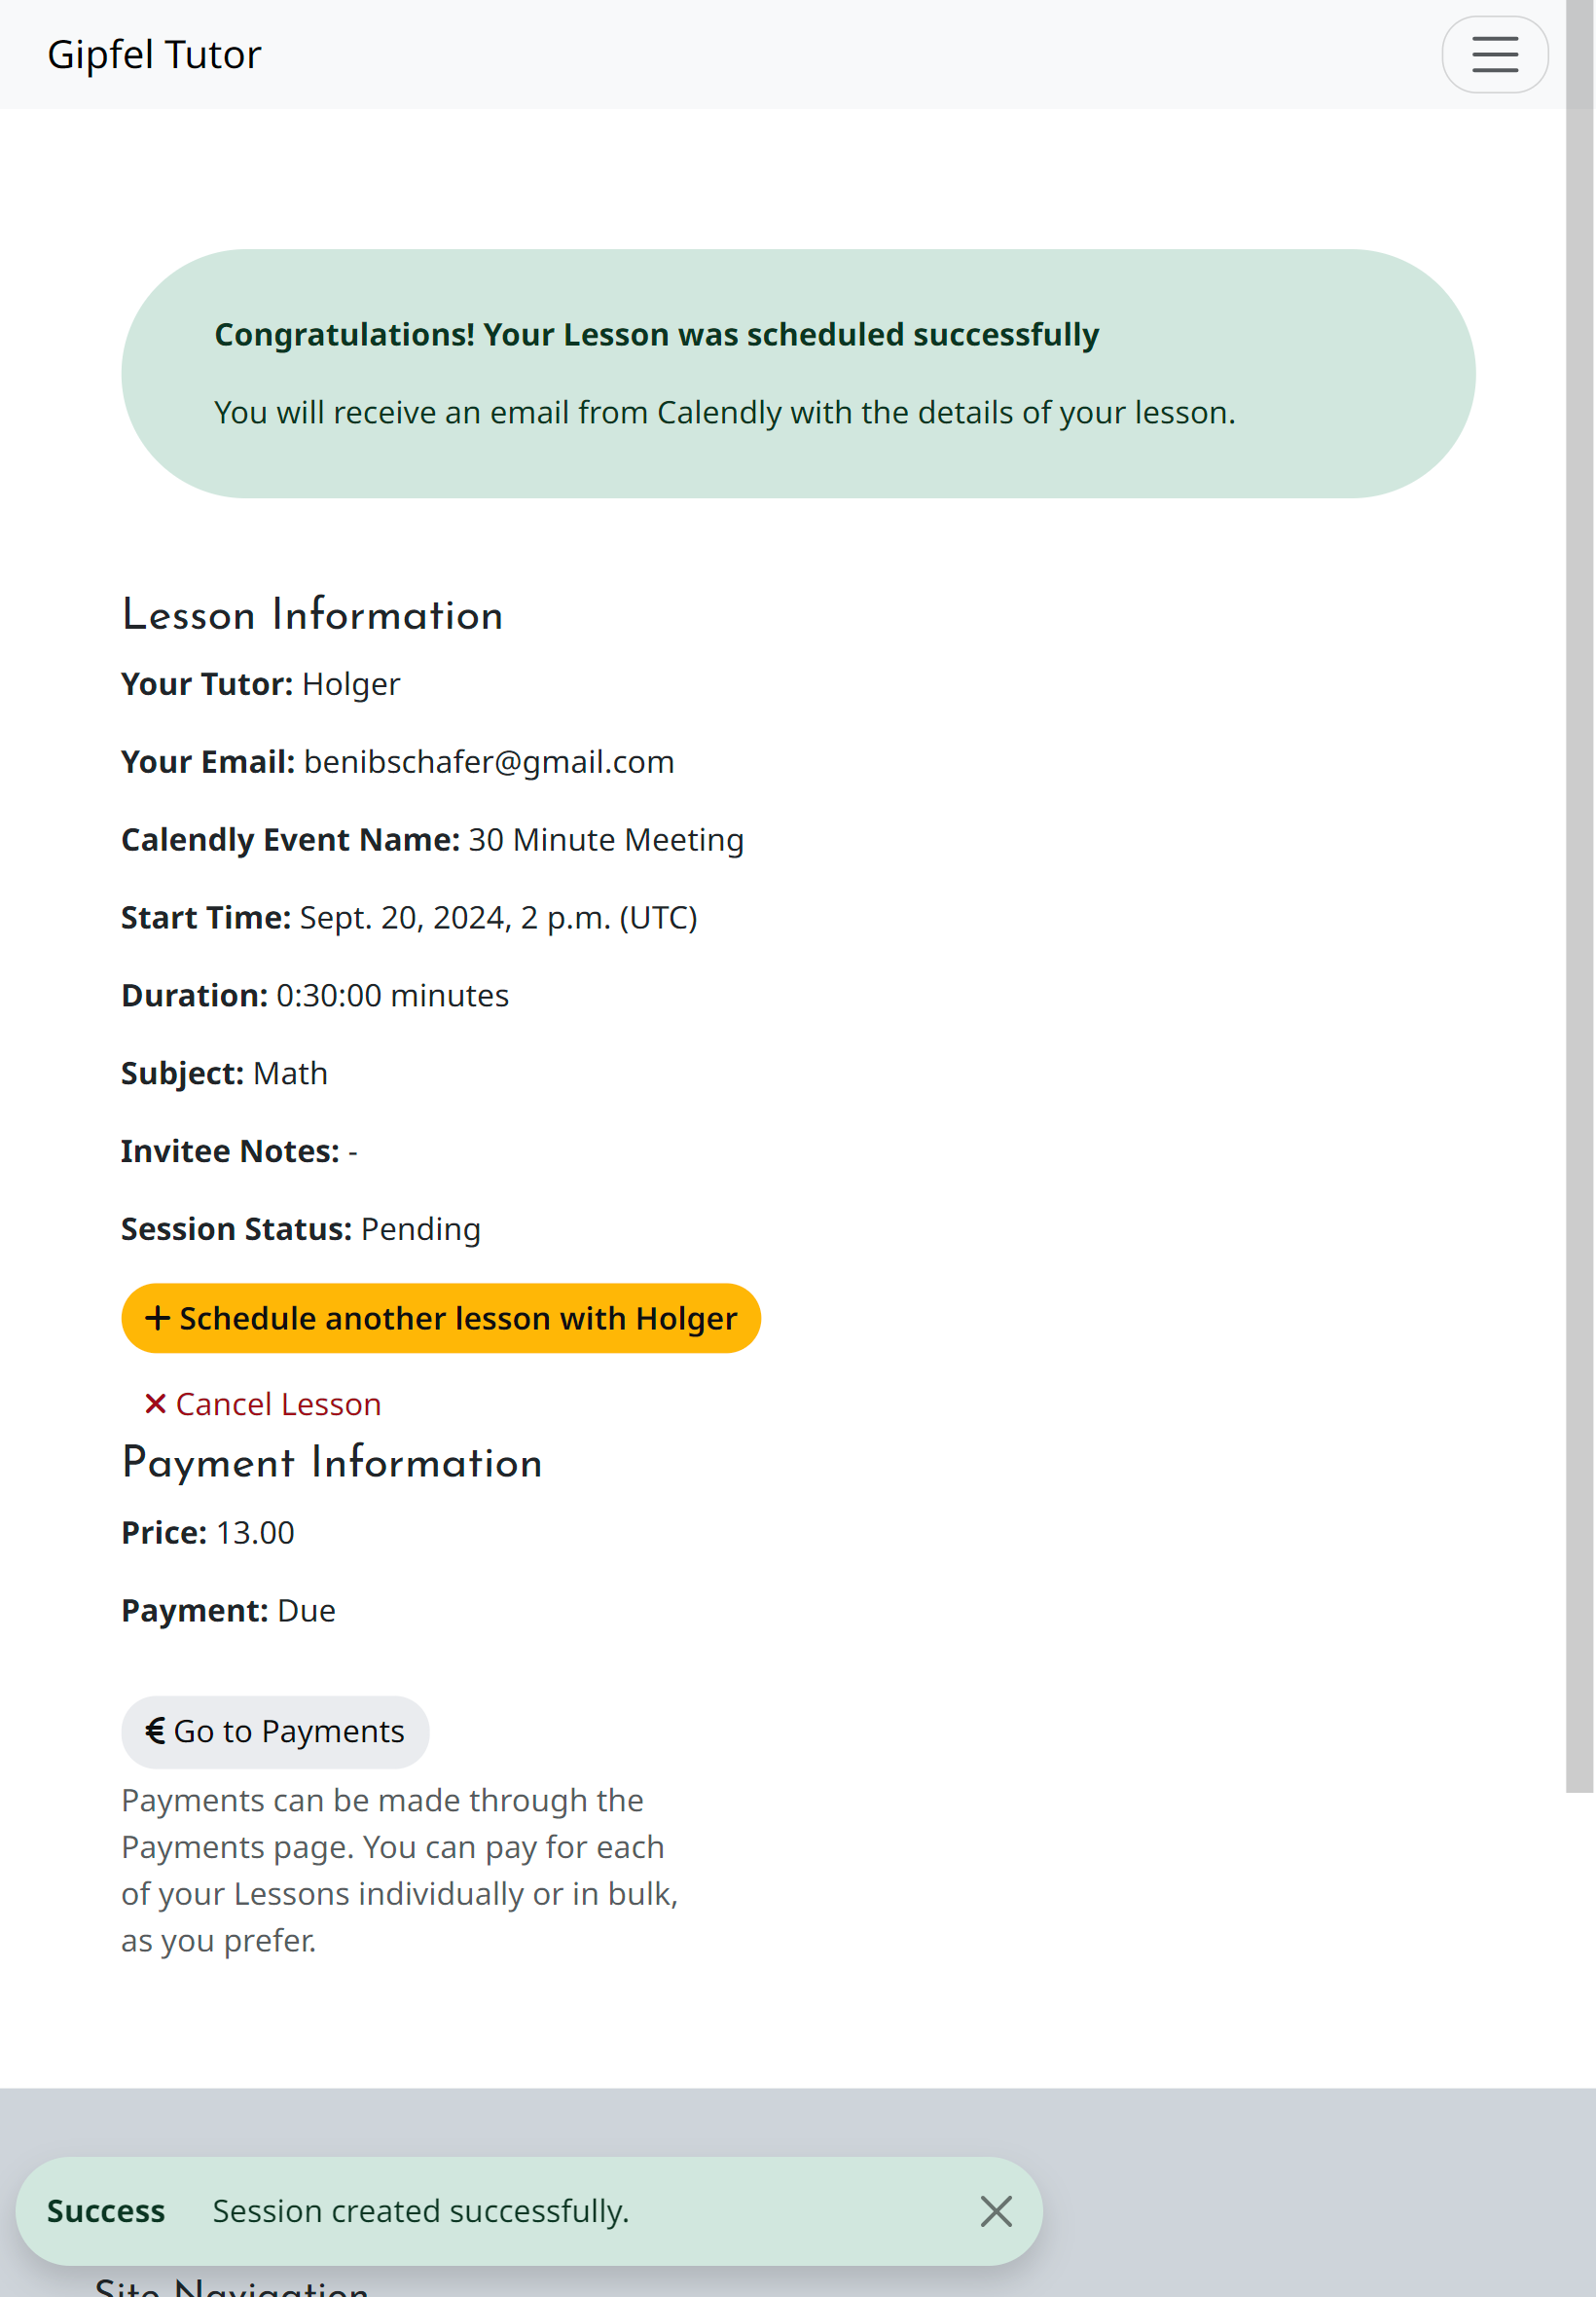 Gipfel Tutor
Congratulations! Your Lesson was scheduled successfully
You will receive an email from Calendly with the details of your lesson.
Lesson Information
Your Tutor: Holger
Your Email: benibschafer@gmail.com
Calendly Event Name: 30 Minute Meeting
Start Time: Sept. 20, 2024, 2 p.m. (UTC)
Duration: 0:30:00 minutes
Subject: Math
Invitee Notes: -
Session Status: Pending
+ Schedule another lesson with Holger
× Cancel Lesson
Payment Information
Price: 13.00
Payment: Due
€ Go to Payments
Payments can be made through the
Payments page. You can pay for each
of your Lessons individually or in bulk,
as you prefer.
Success Session created successfully.
Site Navigation